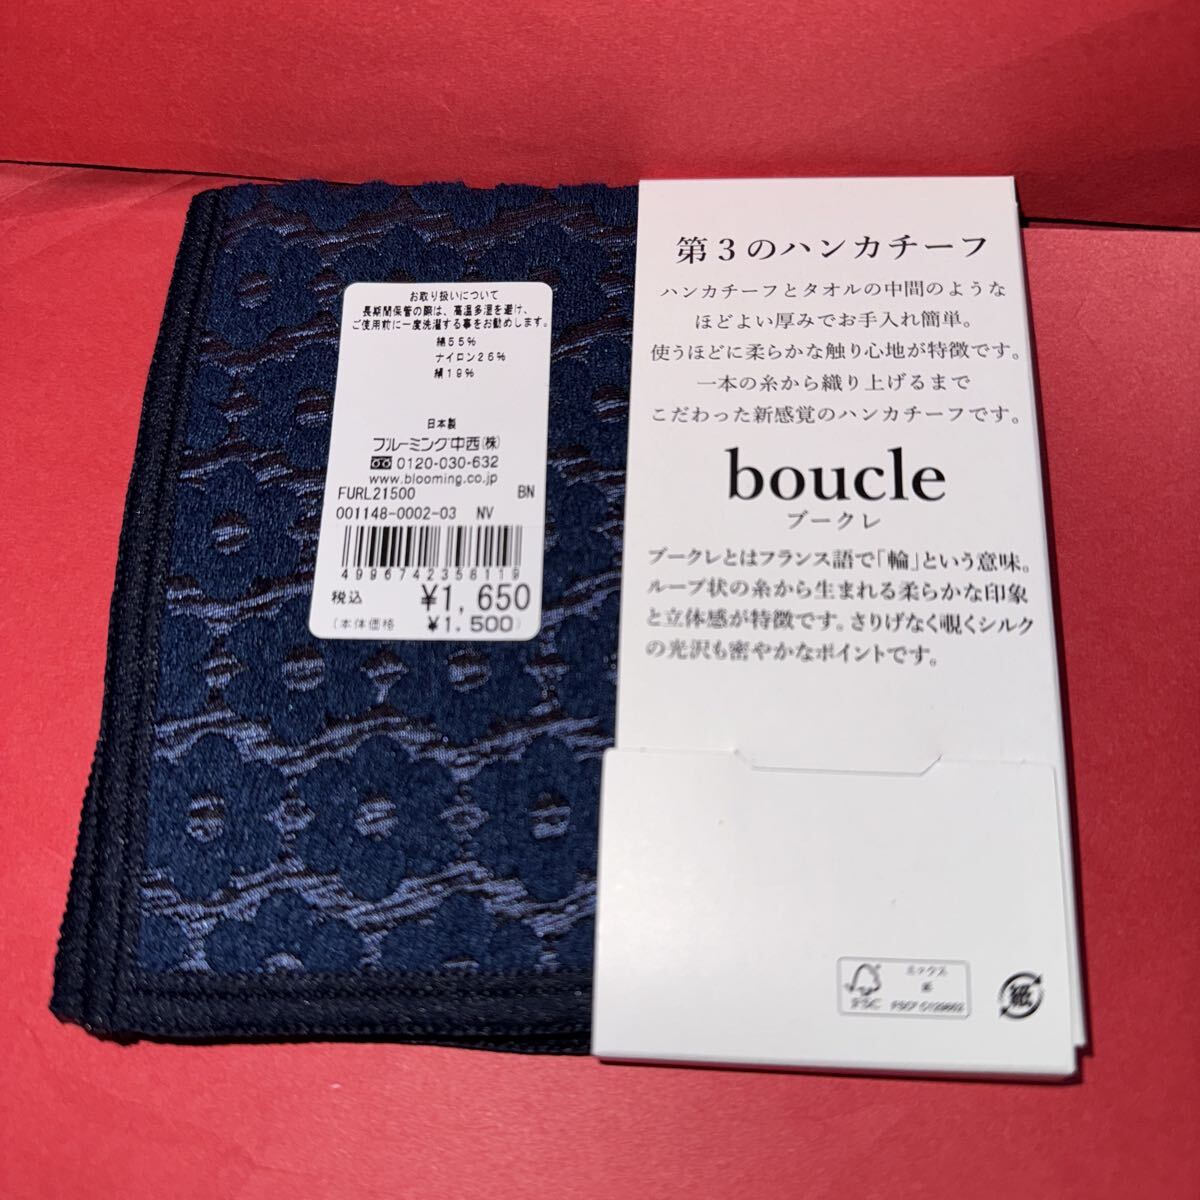 お取り扱いについて
長期間保管の際は、高温多湿を避け、
ご使用前に一度洗濯する事をお勧めします。
綿55%
ナイロン26%
絹19%
日本製
ブルーミング中西(株)
0120-030-632
www.blooming.co.jp
FURL21500 BN
001148-0002-03 NV
4996742358119
税込 ¥1,650
(本体価格 ¥1,500)
第3のハンカチーフ
ハンカチーフとタオルの中間のような
ほどよい厚みでお手入れ簡単。
使うほどに柔らかな触り心地が特徴です。
一本の糸から織り上げるまで
こだわった新感覚のハンカチーフです。
boucle
ブークレ
ブークレとはフランス語で「輪」という意味。
ループ状の糸から生まれる柔らかな印象
と立体感が特徴です。さりげなく覗くシルク
の光沢も密やかなポイントです。
FSC
ミックス
紙
FSC® C129662
紙